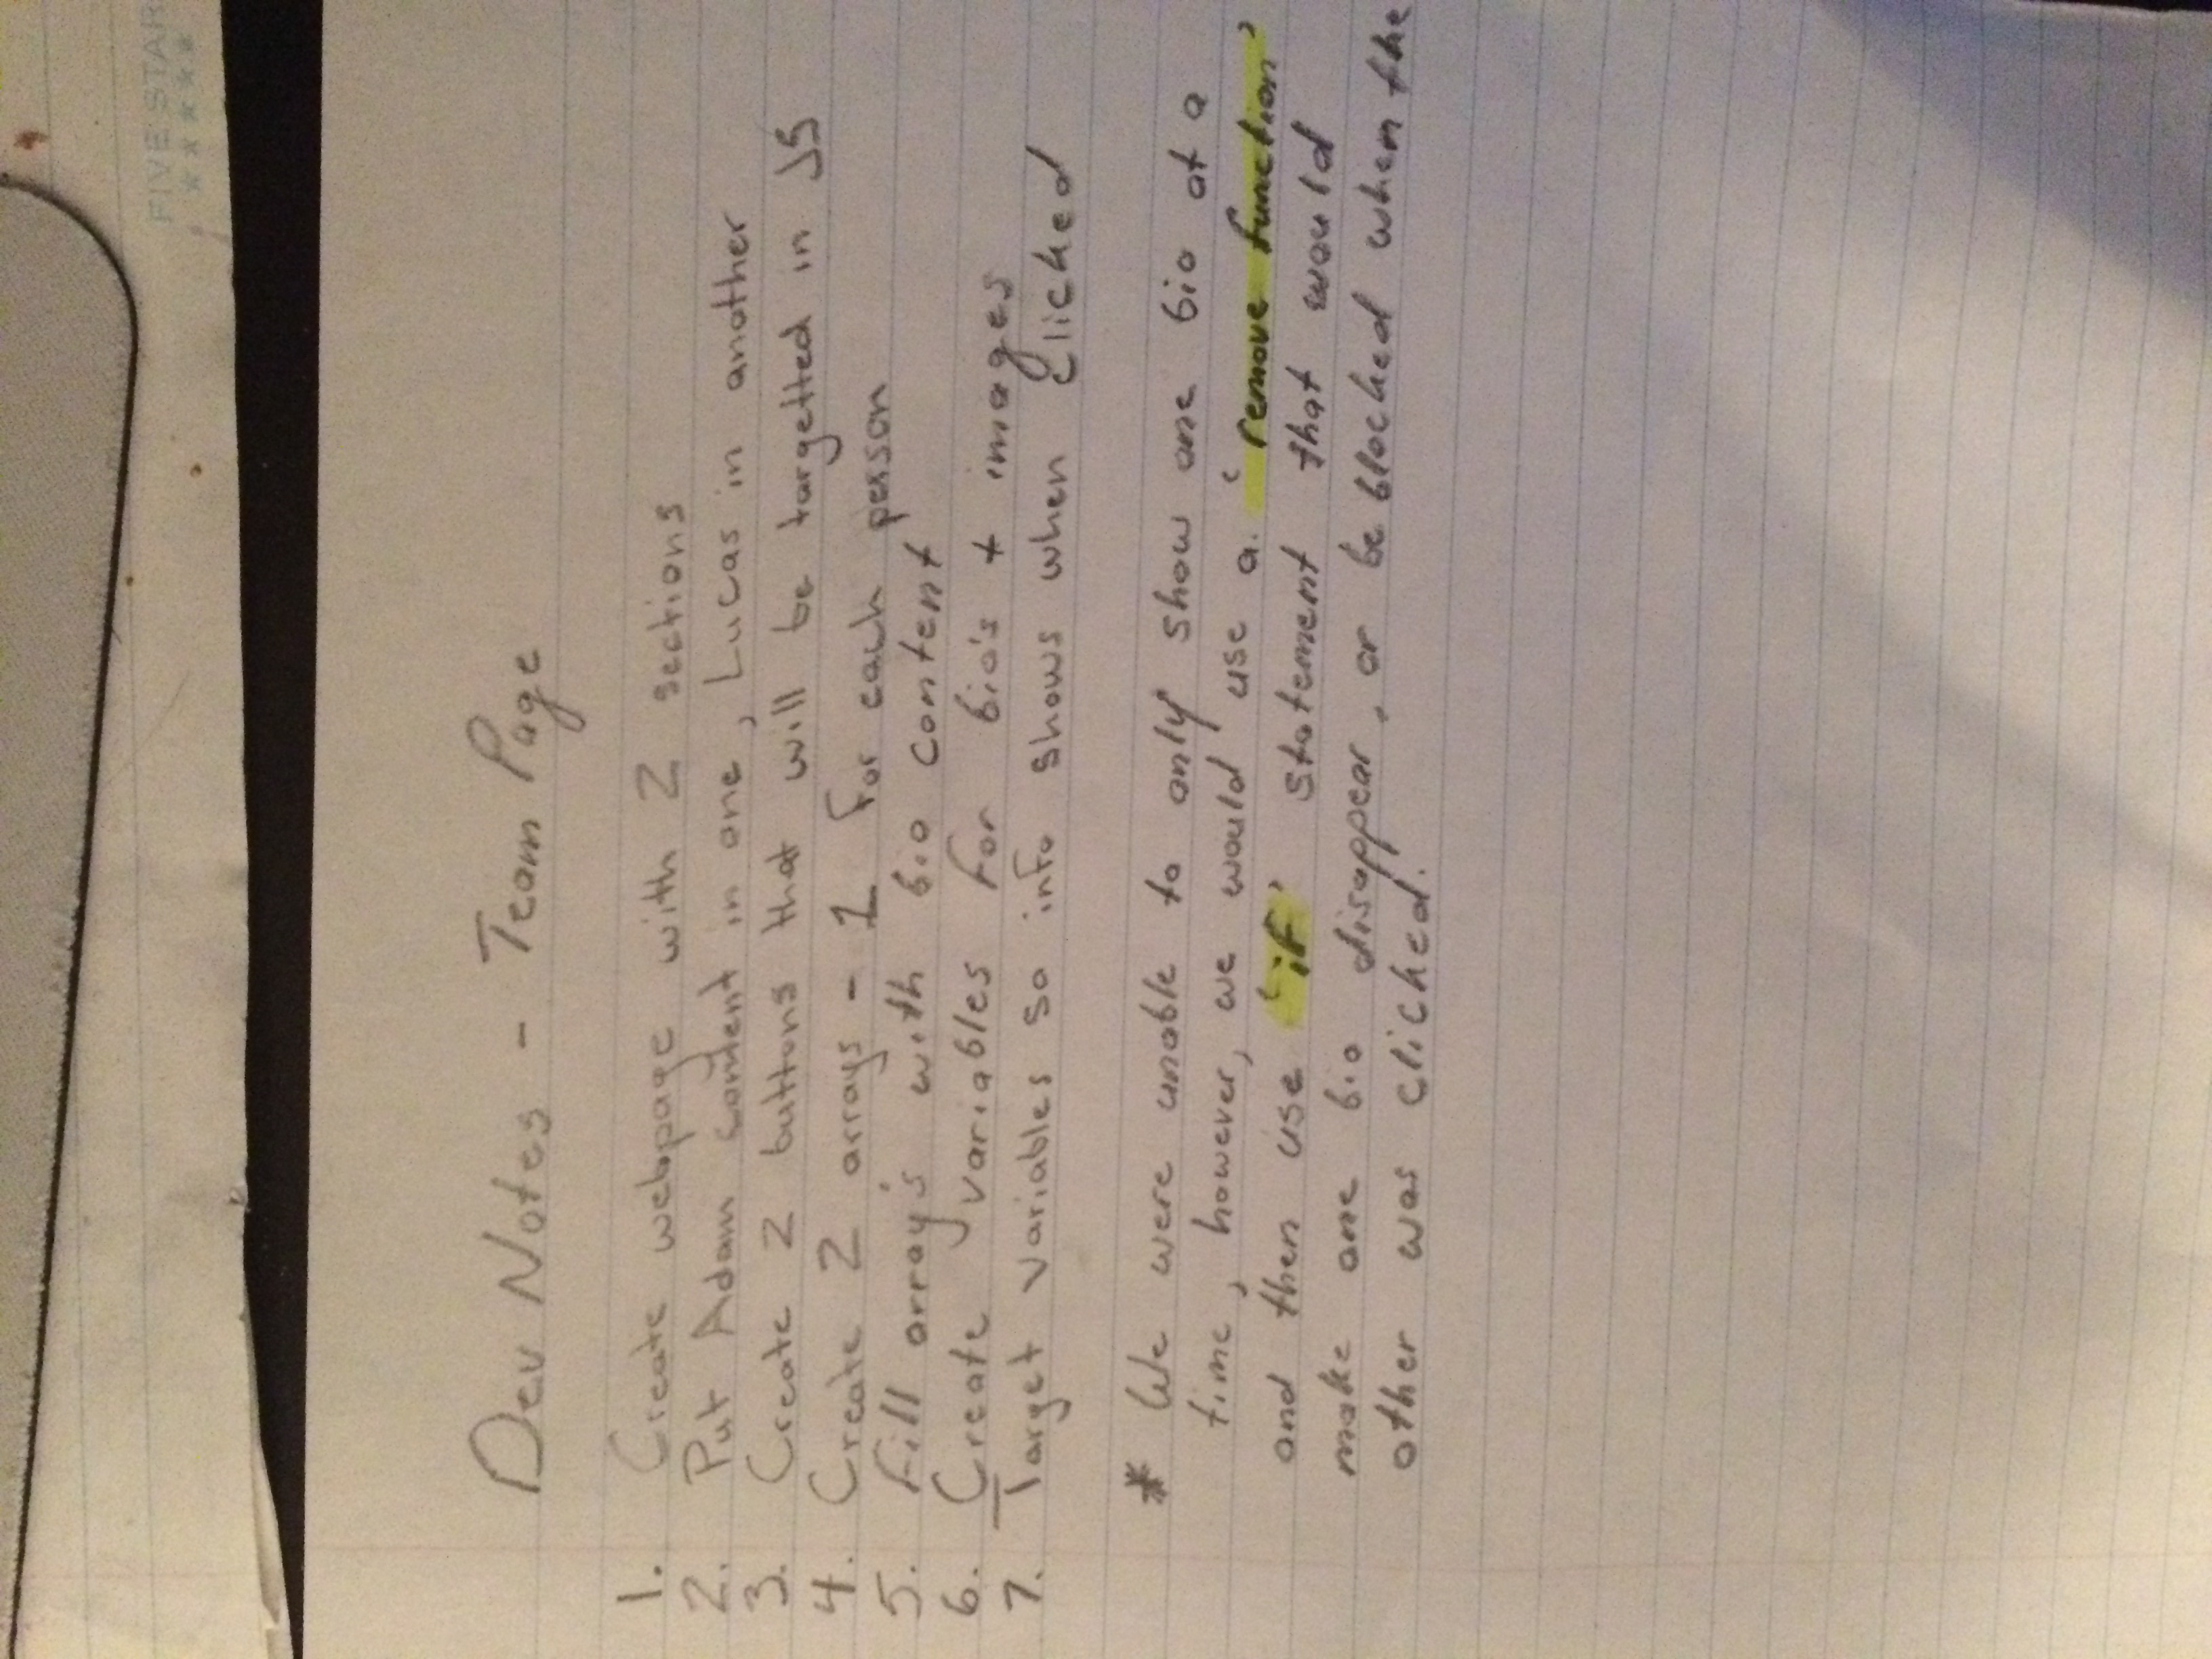 FIVE STAR
★★★★★
Dev Notes - Team Page
1. Create webpage with 2 sections
2. Put Adam content in one, Lucas in another
3. Create 2 buttons that will be targetted in JS
4. Create 2 arrays - 1 for each person
5. Fill array's with bio content
6. Create variables for bio's + images
7. Target variables so info shows when clicked
* We were unable to only show one bio at a
time, however, we would use a 'remove function'
and then use 'if' statement that would
make one bio disappear, or be blocked when the
other was clicked.